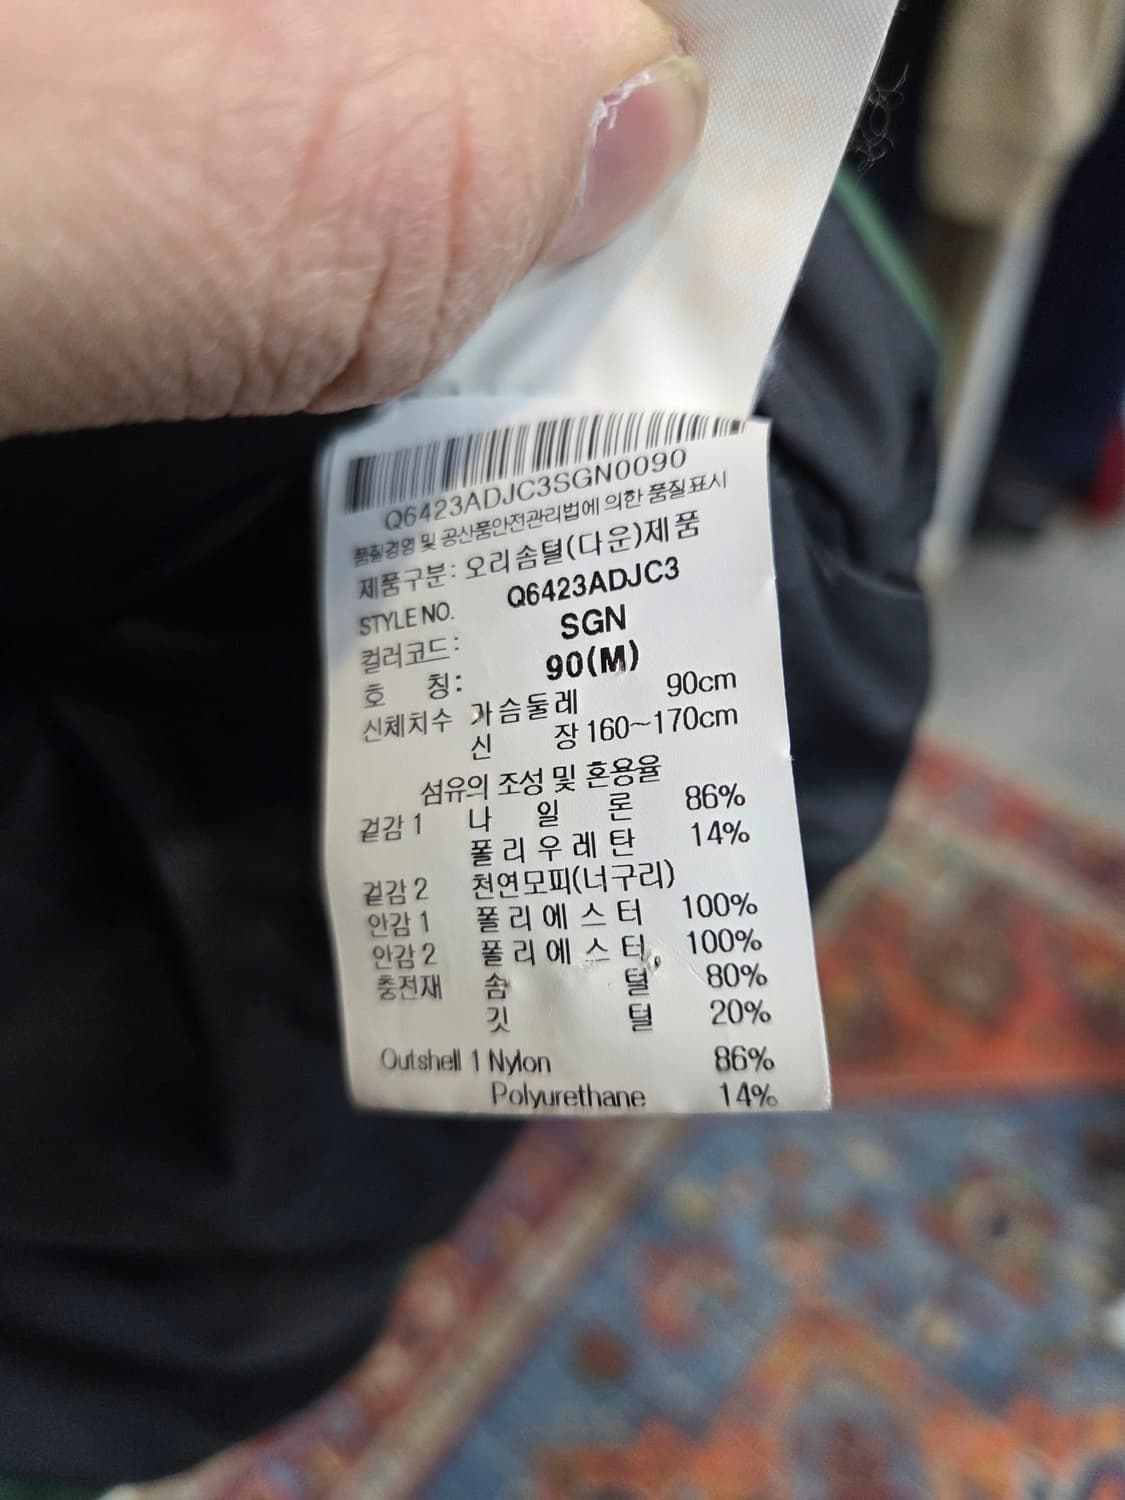 Q6423ADJC3SGN0090
품질경영 및 공산품안전관리법에 의한 품질표시
제품구분: 오리솜털(다운)제품
STYLE NO. Q6423ADJC3
컬러코드: SGN
호 칭: 90(M)
신체치수 가슴둘레 90cm
신 장 160~170cm
섬유의 조성 및 혼용율
겉감 1 나 일 론 86%
폴리우레탄 14%
겉감 2 천연모피(너구리)
안감 1 폴리에스터 100%
안감 2 폴리에스터 100%
충전재 솜 털 80%
깃 털 20%
Outshell 1 Nylon 86%
Polyurethane 14%